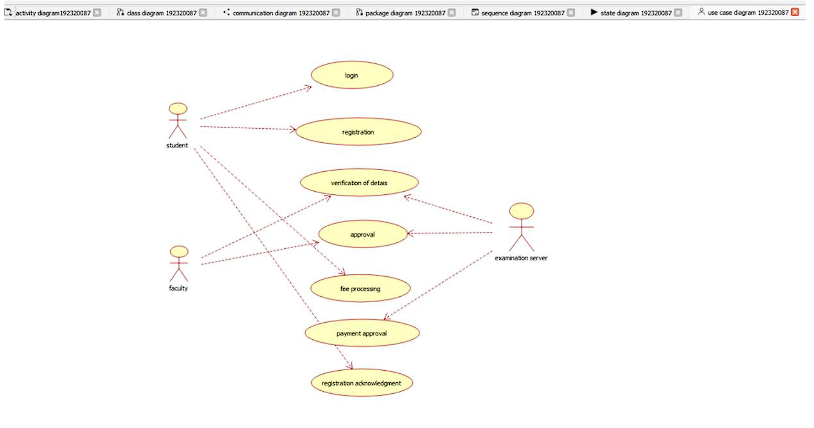 activity diagram192320087
class diagram 192320087
communication diagram 192320087
package diagram 192320087
sequence diagram 192320087
state diagram 192320087
use case diagram 192320087
login
student
registration
verification of detais
approval
examination server
faculty
fee processing
payment approval
registration acknowledgment